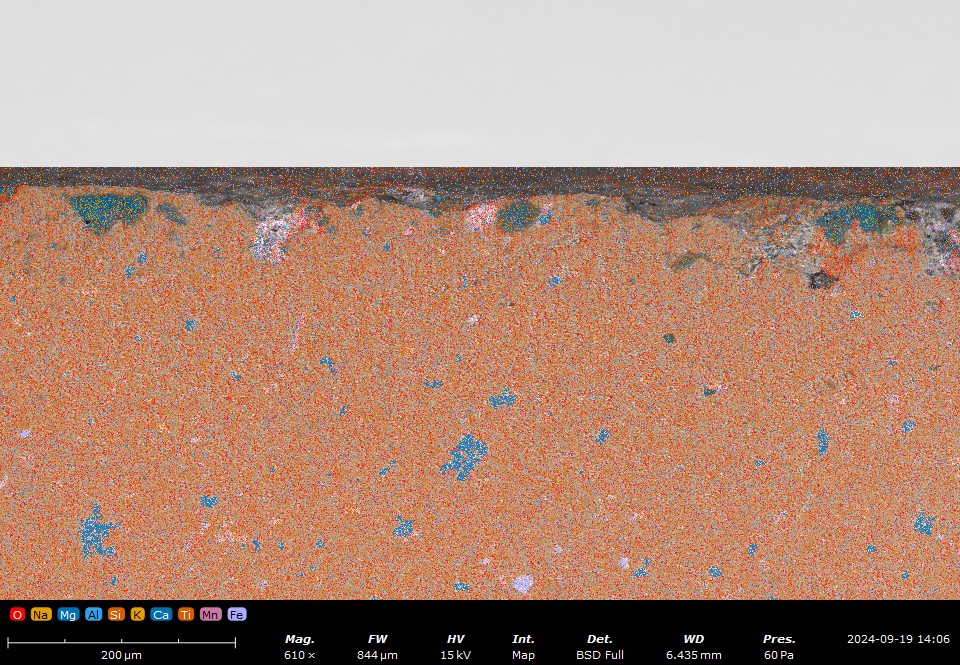 O Na Mg Al Si K Ca Ti Mn Fe
Mag. FW HV Int. Det. WD Pres. 2024-09-19 14:06
200 µm 610 × 844 µm 15 kV Map BSD Full 6.435 mm 60 Pa